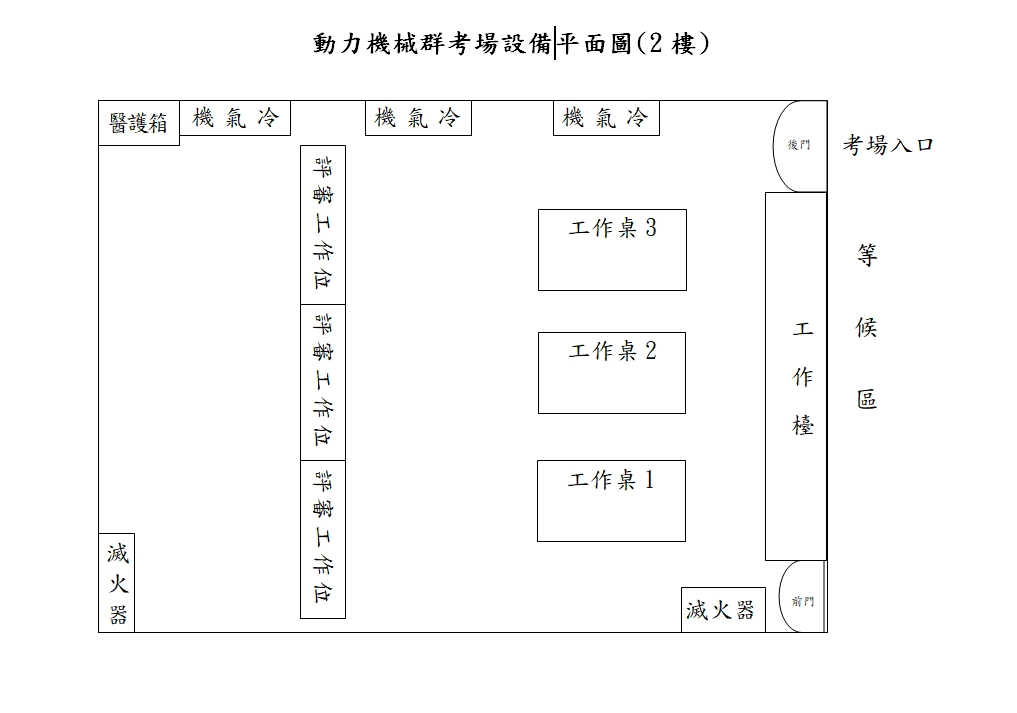 動力機械群考場設備平面圖(2樓)
醫護箱
機氣冷
機氣冷
機氣冷
後門
考場入口
評審工作位
評審工作位
評審工作位
工作桌3
工作桌2
工作桌1
工作檯
等候區
滅火器
滅火器
前門